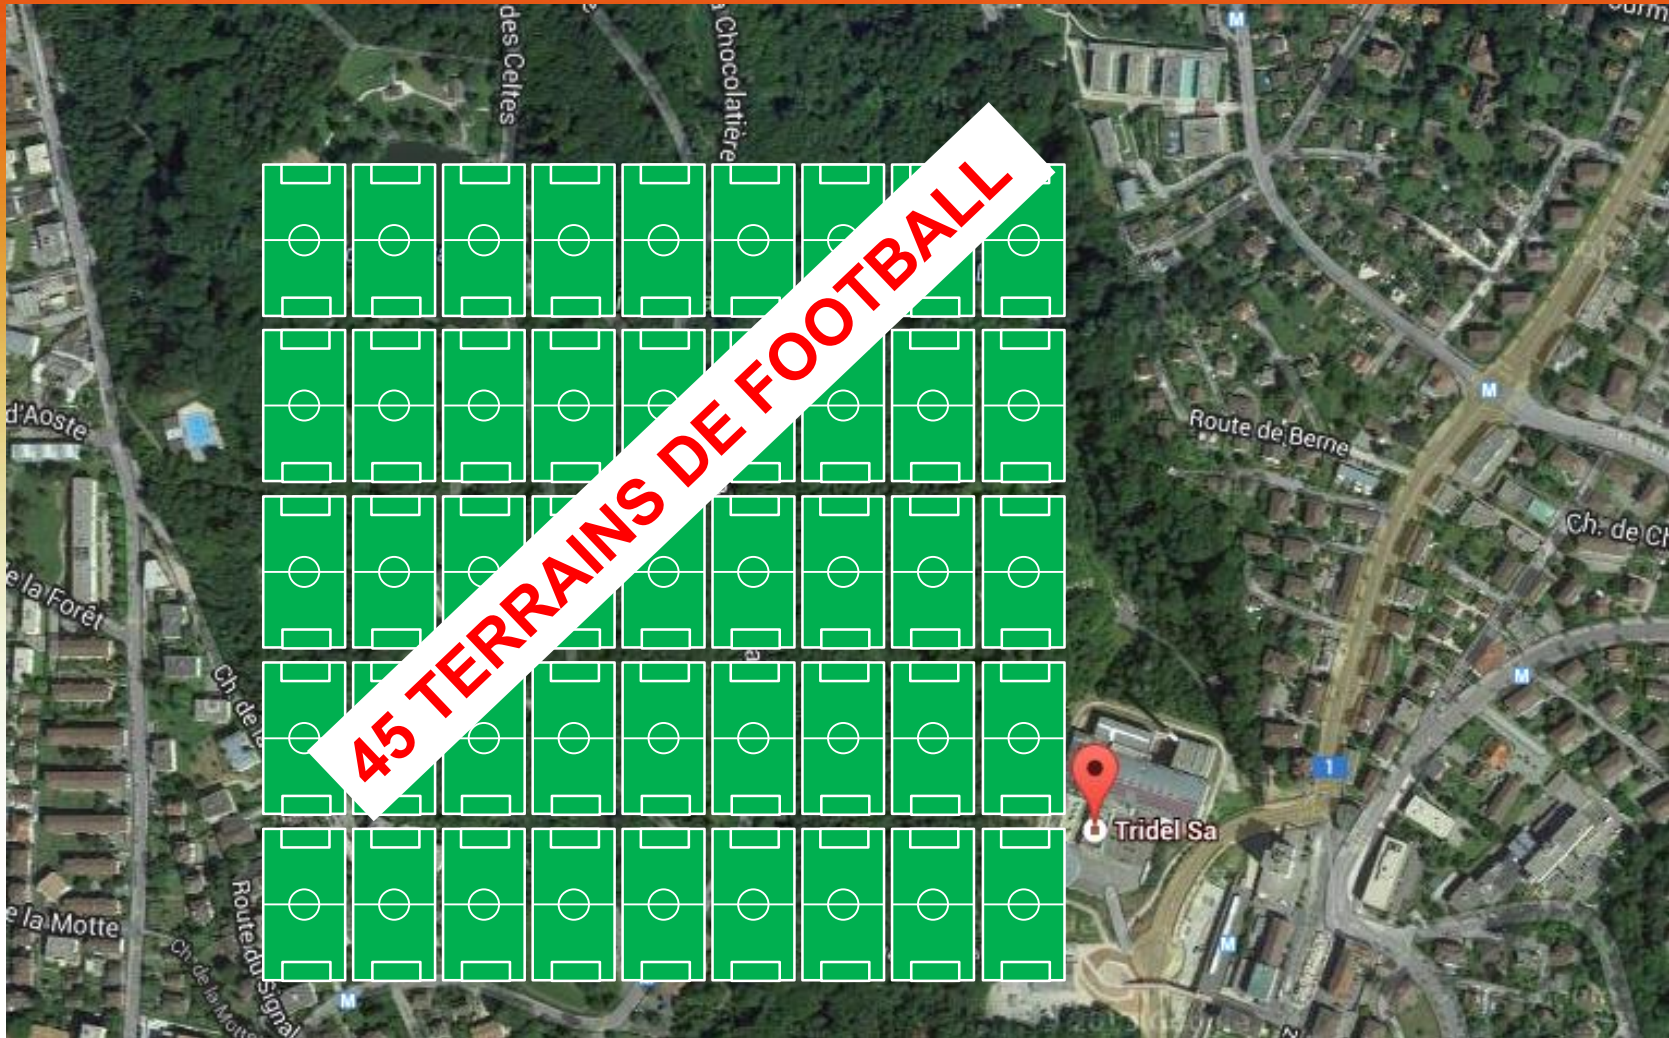 des Celtes
a Chocolatière
M
45 TERRAINS DE FOOTBALL
d'Aoste
M
Route de Berne
Ch. de Ch
e la Forêt
Ch. de la
M
1
Tridel Sa
e la Motte
Route du Signal
Ch. de la Motte
M
M